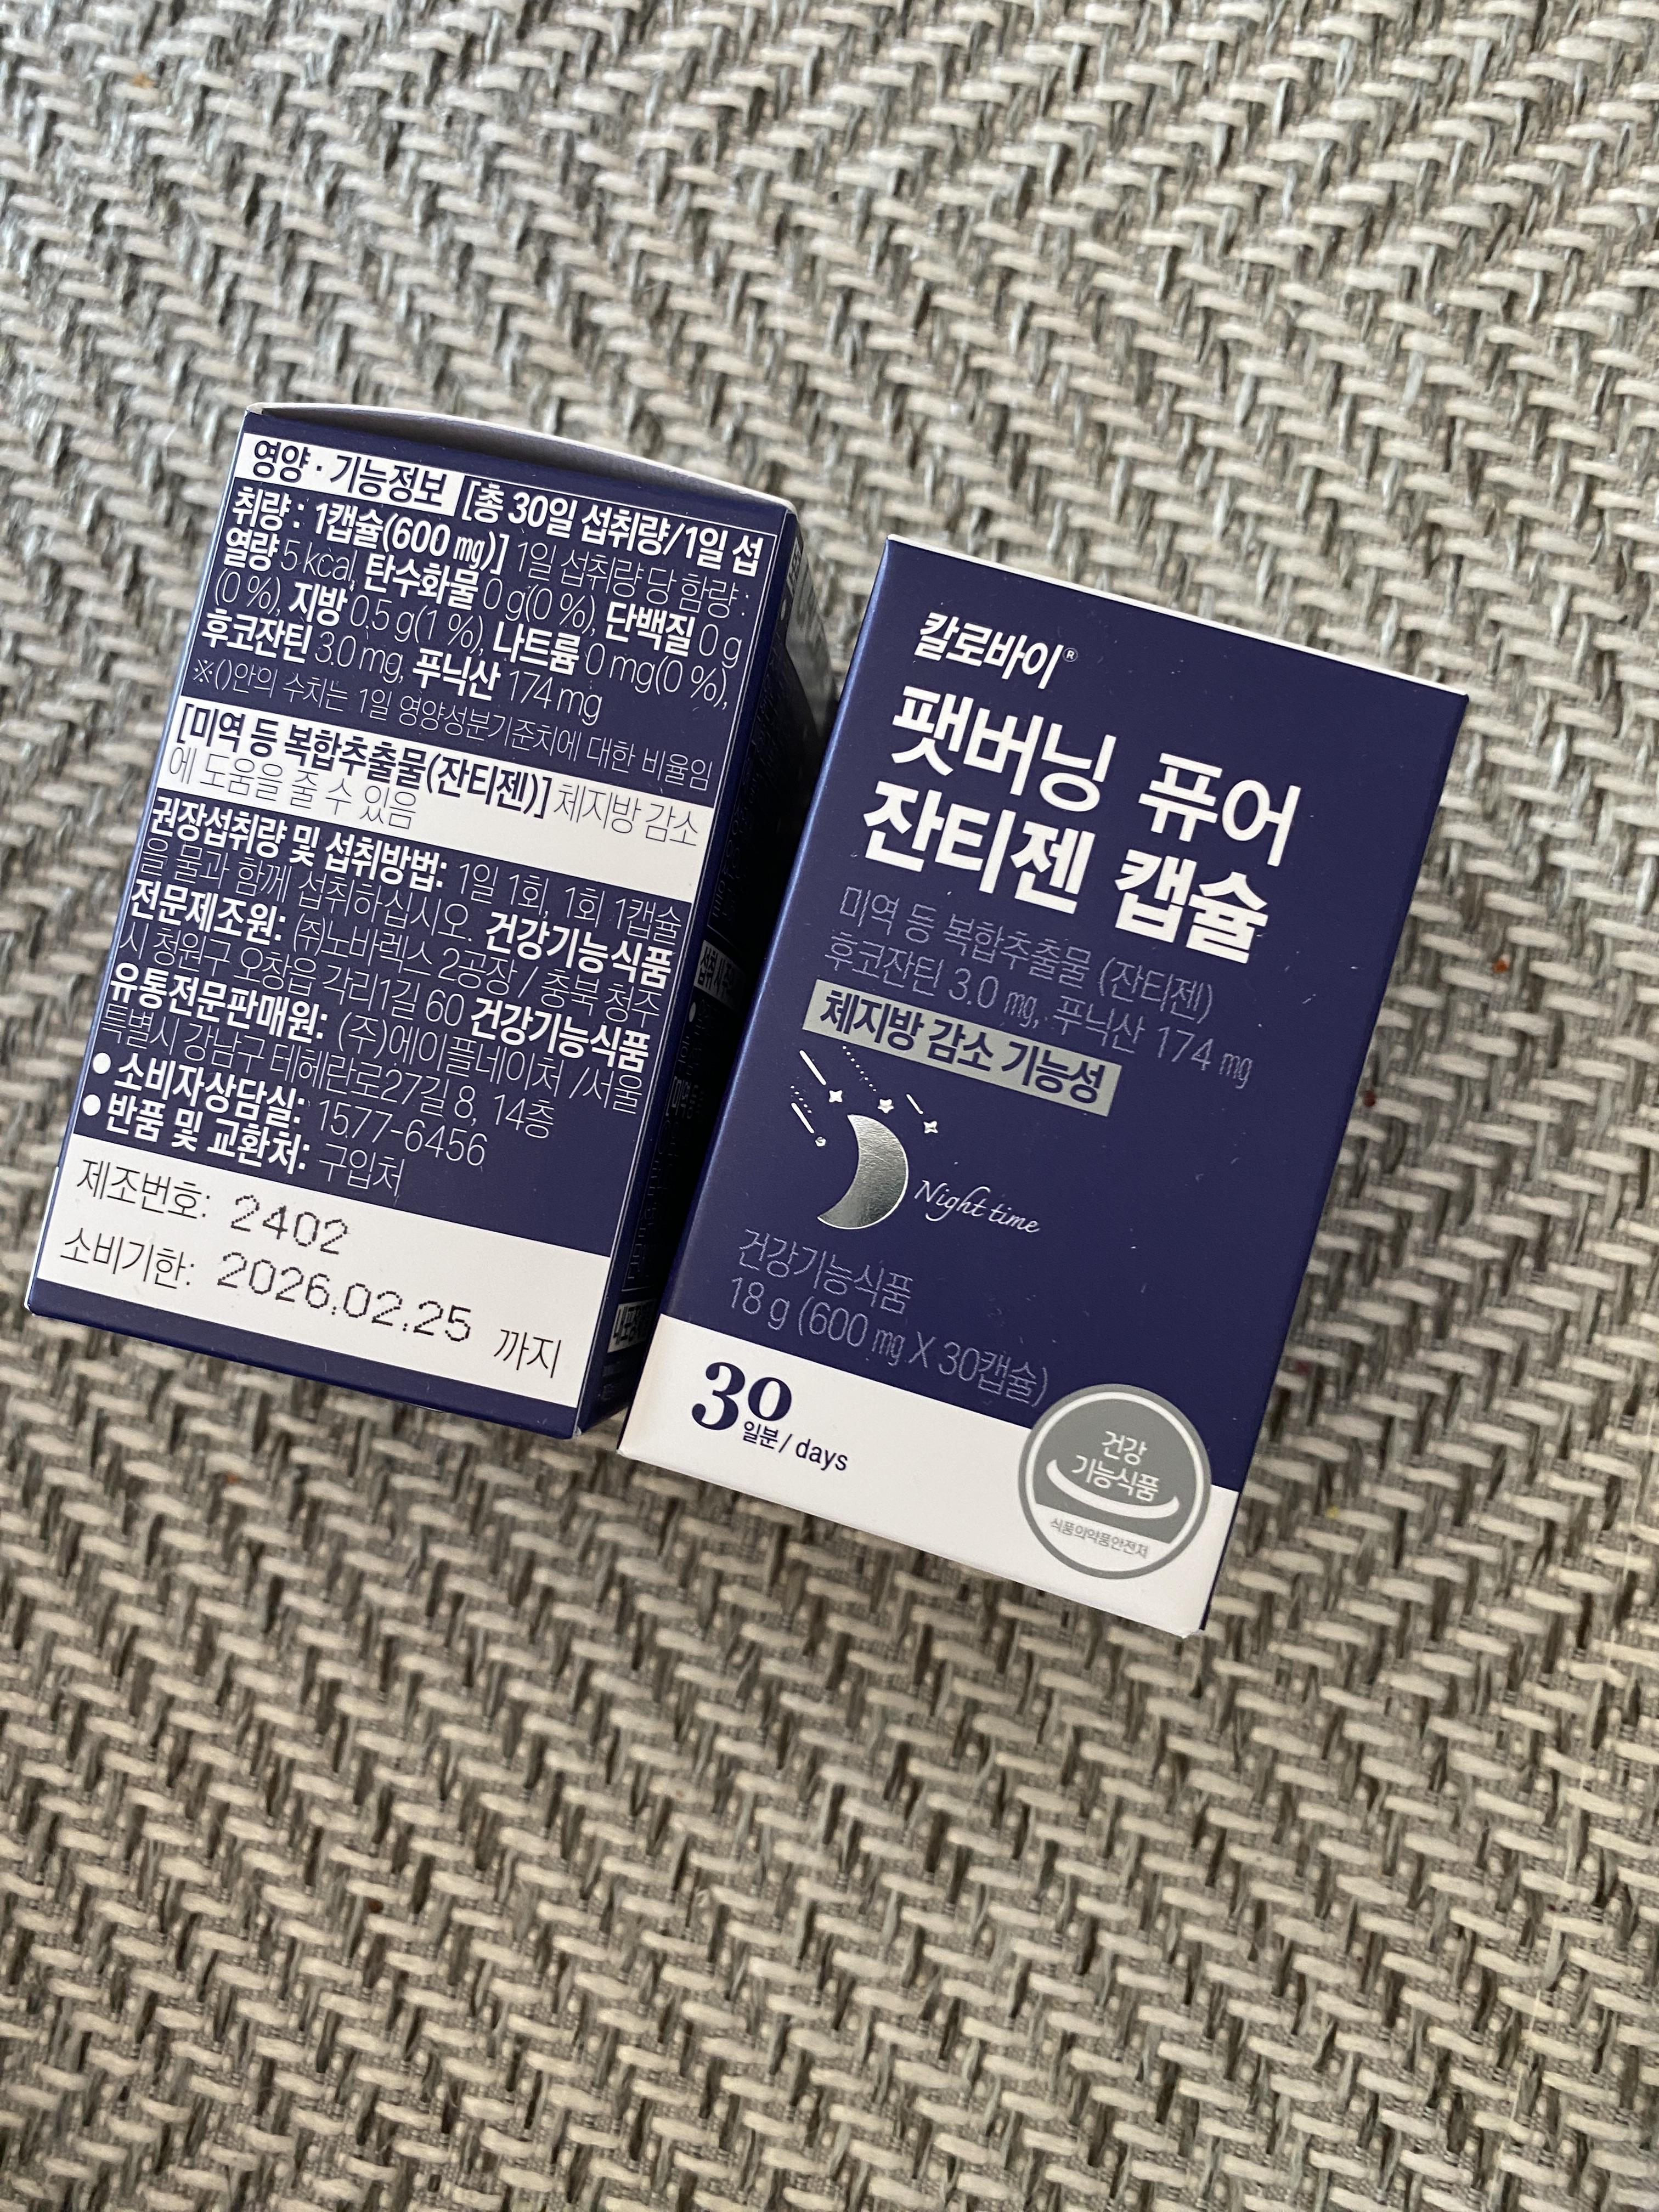 영양 · 기능정보 [총 30일 섭취량/1일 섭
취량 : 1캡슐(600 ㎎)] 1일 섭취량 당 함량 :
열량 5 kcal, 탄수화물 0 g(0 %), 단백질 0 g
(0 %), 지방 0.5 g(1 %), 나트륨 0 mg(0 %),
후코잔틴 3.0 mg, 푸닉산 174 mg
※()안의 수치는 1일 영양성분기준치에 대한 비율임
[미역 등 복합추출물(잔티젠)] 체지방 감소
에 도움을 줄 수 있음
권장섭취량 및 섭취방법: 1일 1회, 1회 1캡슐
을 물과 함께 섭취하십시오. 건강기능식품
전문제조원: ㈜노바렉스 2공장 / 충북 청주
시 청원구 오창읍 각리1길 60 건강기능식품
유통전문판매원: (주)에이플네이처 /서울
특별시 강남구 테헤란로27길 8, 14층
● 소비자상담실: 1577-6456
● 반품 및 교환처: 구입처
제조번호: 2402
소비기한: 2026.02.25 까지
칼로바이®
팻버닝 퓨어
잔티젠 캡슐
미역 등 복합추출물 (잔티젠)
후코잔틴 3.0 ㎎, 푸닉산 174 ㎎
체지방 감소 기능성
Night time
건강기능식품
18 g (600 ㎎ X 30캡슐)
30
일분/days
건강
기능식품
식품의약품안전처